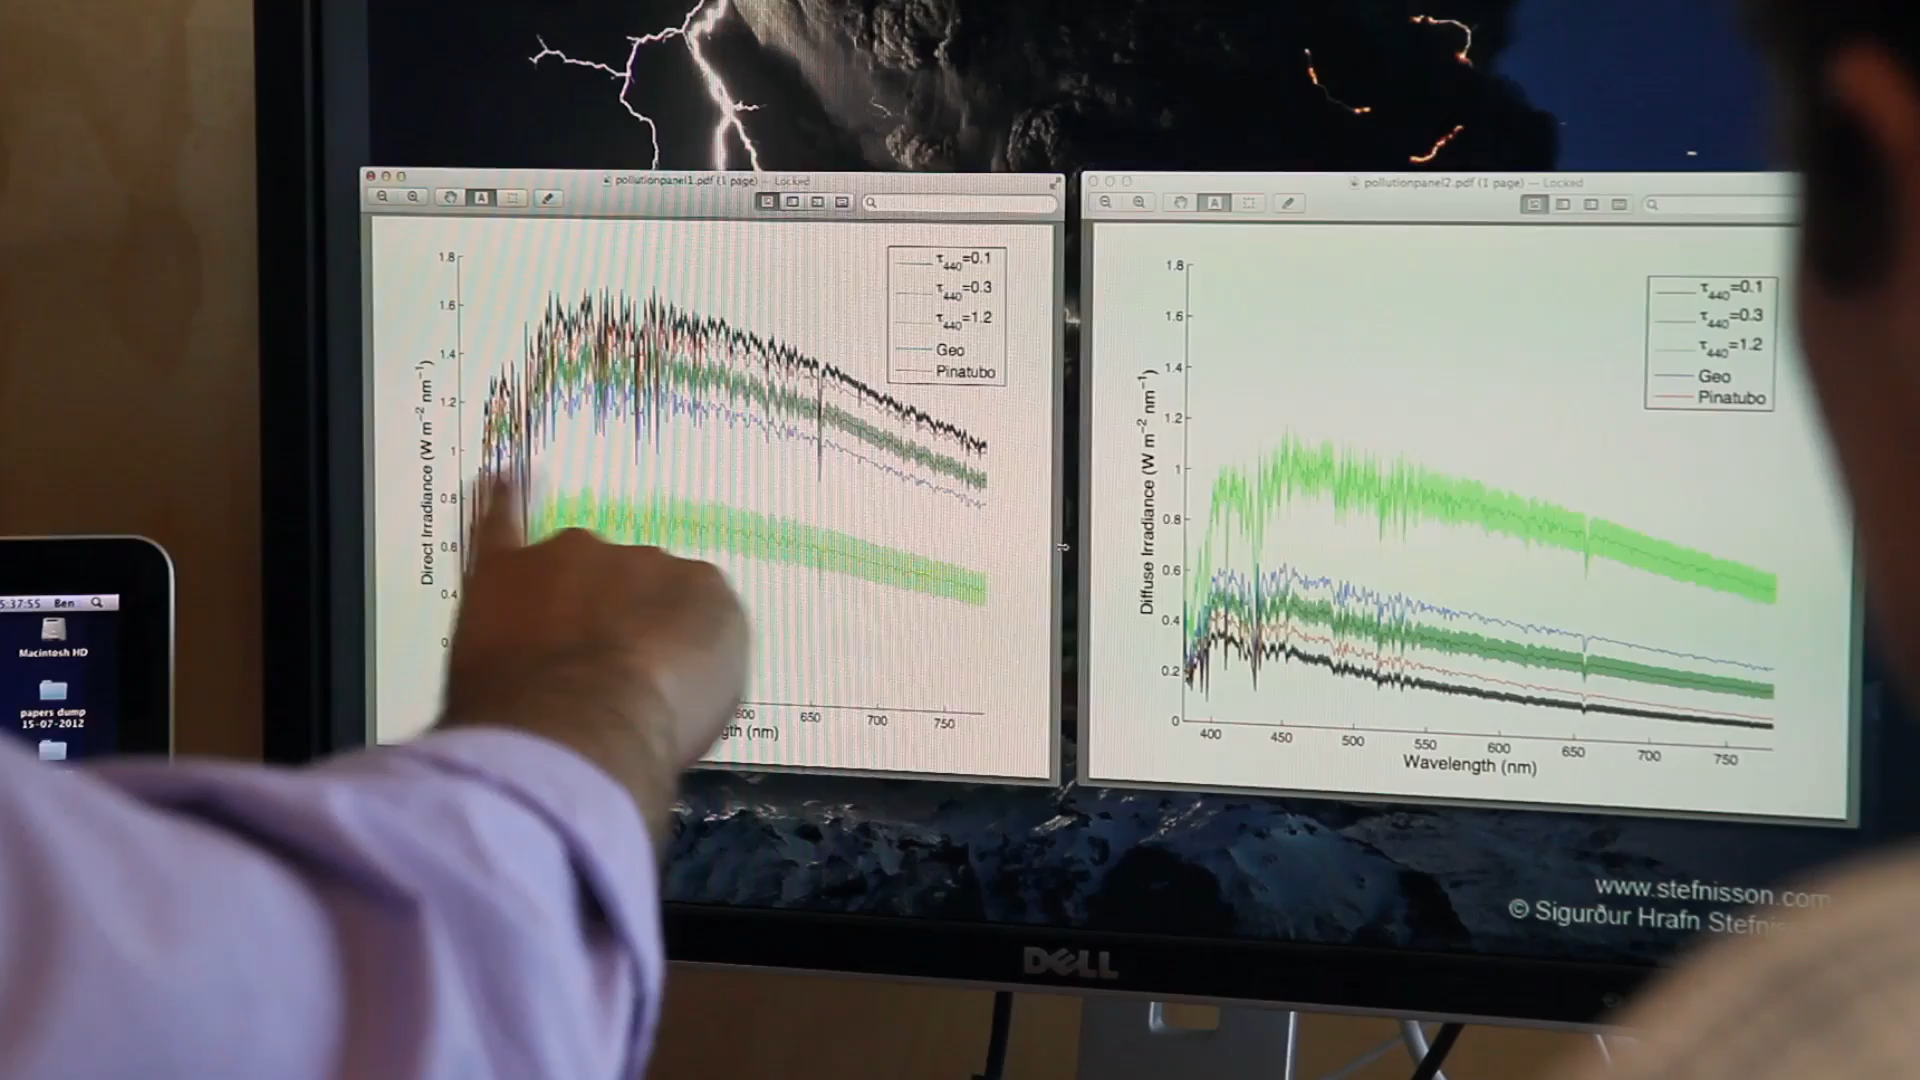 pollutionpanel1.pdf (1 page) — Locked
1.8
1.6
1.4
1.2
1
0.8
0.6
0.4
0
Direct Irradiance (W m⁻² nm⁻¹)
τ₄₄₀=0.1
τ₄₄₀=0.3
τ₄₄₀=1.2
Geo
Pinatubo
600 650 700 750
gth (nm)
pollutionpanel2.pdf (1 page) — Locked
1.8
1.6
1.4
1.2
1
0.8
0.6
0.4
0.2
0
Diffuse Irradiance (W m⁻² nm⁻¹)
τ₄₄₀=0.1
τ₄₄₀=0.3
τ₄₄₀=1.2
Geo
Pinatubo
400 450 500 550 600 650 700 750
Wavelength (nm)
5:37:55 Ben
Macintosh HD
papers dump
15-07-2012
www.stefnisson.com
© Sigurður Hrafn Stefnis
DELL